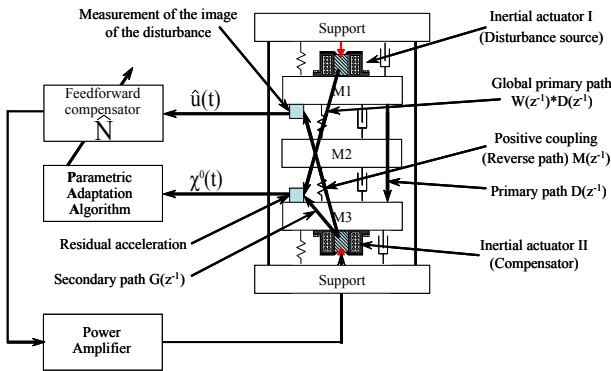 Measurement of the image
of the disturbance
Support
Inertial actuator I
(Disturbance source)
M1
Global primary path
W(z⁻¹)*D(z⁻¹)
Feedforward
compensator
N̂
û(t)
M2
Positive coupling
(Reverse path) M(z⁻¹)
Parametric
Adaptation
Algorithm
χ⁰(t)
Primary path D(z⁻¹)
M3
Residual acceleration
Secondary path G(z⁻¹)
Inertial actuator II
(Compensator)
Support
Power
Amplifier